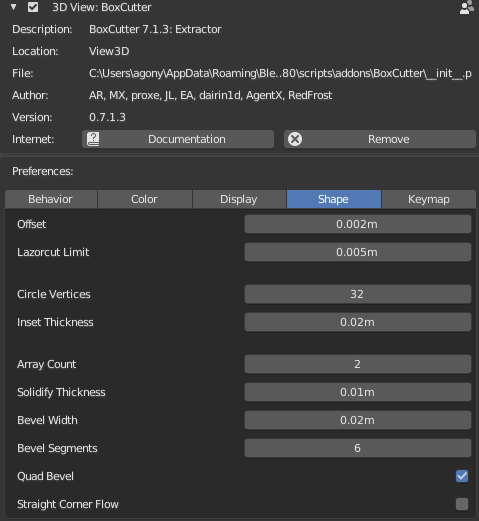 3D View: BoxCutter
Description: BoxCutter 7.1.3: Extractor
Location: View3D
File: C:\Users\agony\AppData\Roaming\Ble..80\scripts\addons\BoxCutter\__init__.p
Author: AR, MX, proxe, JL, EA, dairin1d, AgentX, RedFrost
Version: 0.7.1.3
Internet: Documentation Remove
Preferences:
Behavior Color Display Shape Keymap
Offset 0.002m
Lazorcut Limit 0.005m
Circle Vertices 32
Inset Thickness 0.02m
Array Count 2
Solidify Thickness 0.01m
Bevel Width 0.02m
Bevel Segments 6
Quad Bevel
Straight Corner Flow